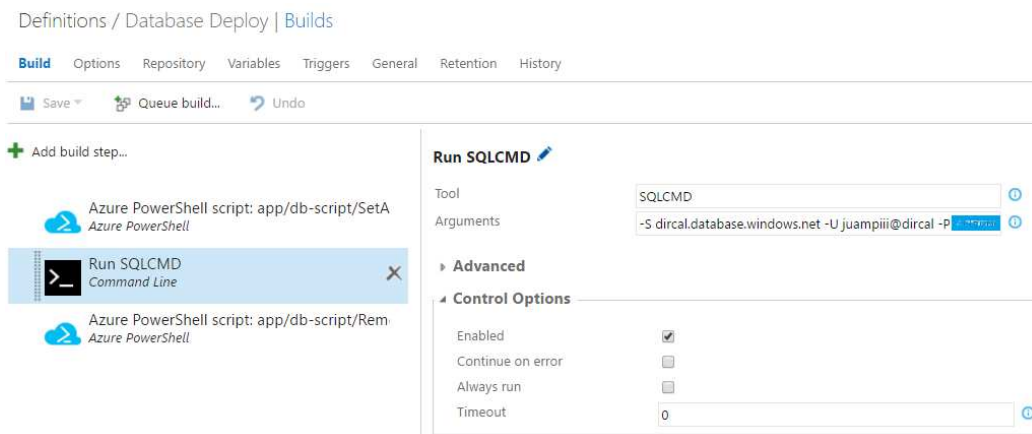 Definitions / Database Deploy | Builds
Build Options Repository Variables Triggers General Retention History
Save Queue build... Undo
Add build step...
Azure PowerShell script: app/db-script/SetA
Azure PowerShell
Run SQLCMD
Command Line
Azure PowerShell script: app/db-script/Rem
Azure PowerShell
Run SQLCMD
Tool SQLCMD
Arguments -S dircal.database.windows.net -U juampiii@dircal -P
Advanced
Control Options
Enabled
Continue on error
Always run
Timeout 0